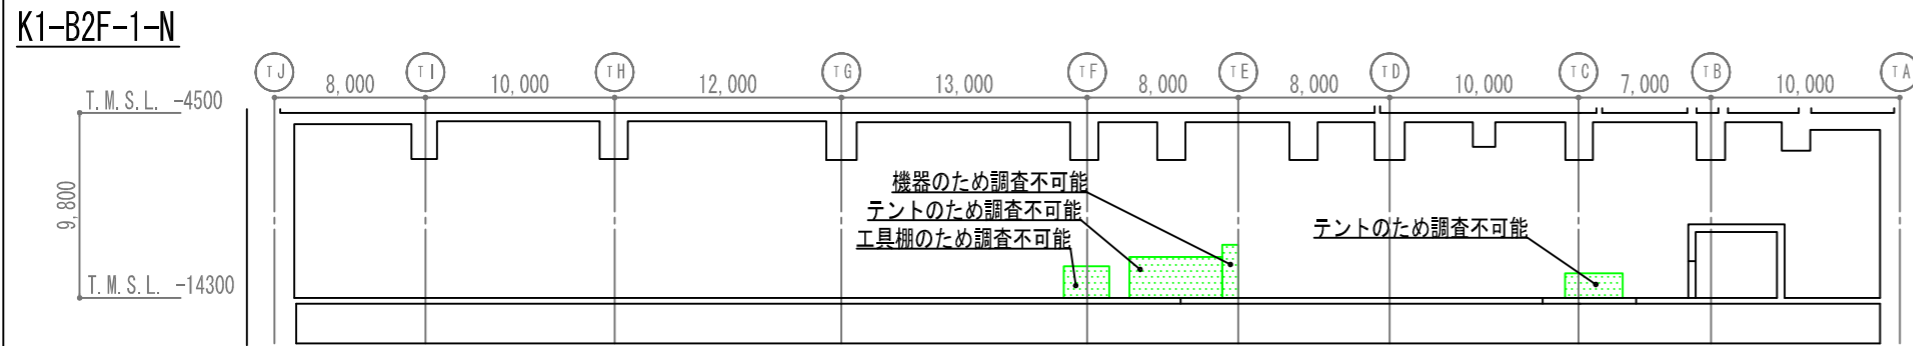 K1-B2F-1-N
TJ 8,000 TI 10,000 TH 12,000 TG 13,000 TF 8,000 TE 8,000 TD 10,000 TC 7,000 TB 10,000 TA
T.M.S.L. -4500
9,800
機器のため調査不可能
テントのため調査不可能
工具棚のため調査不可能
テントのため調査不可能
T.M.S.L. -14300